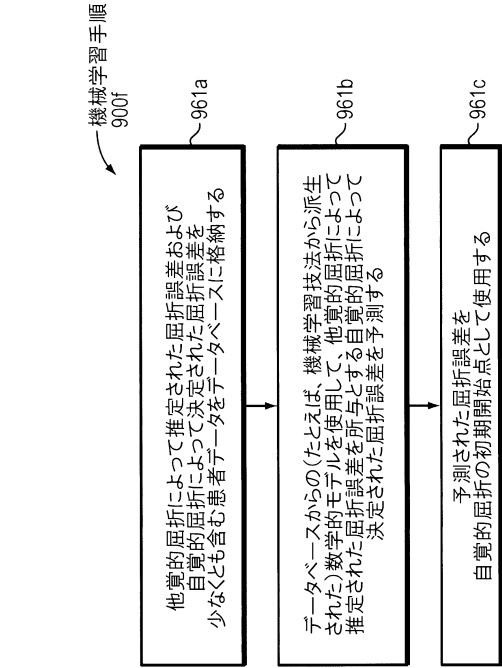 機械学習手順
900f
961a
他覚的屈折によって推定された屈折誤差および
自覚的屈折によって決定された屈折誤差を
少なくとも含む患者データをデータベースに格納する
961b
データベースからの(たとえば、機械学習技法から派生
された)数学的モデルを使用して、他覚的屈折によって
推定された屈折誤差を所与とする自覚的屈折によって
決定された屈折誤差を予測する
961c
予測された屈折誤差を
自覚的屈折の初期開始点として使用する